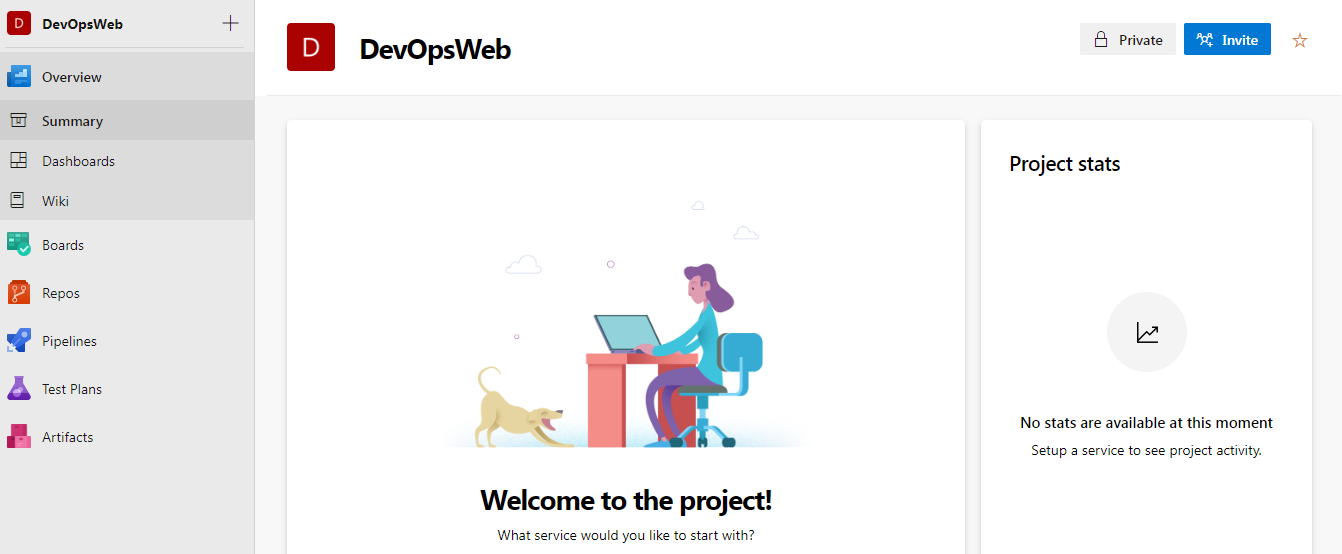 D DevOpsWeb
Overview
Summary
Dashboards
Wiki
Boards
Repos
Pipelines
Test Plans
Artifacts
D DevOpsWeb
Private
Invite
Welcome to the project!
What service would you like to start with?
Project stats
No stats are available at this moment
Setup a service to see project activity.